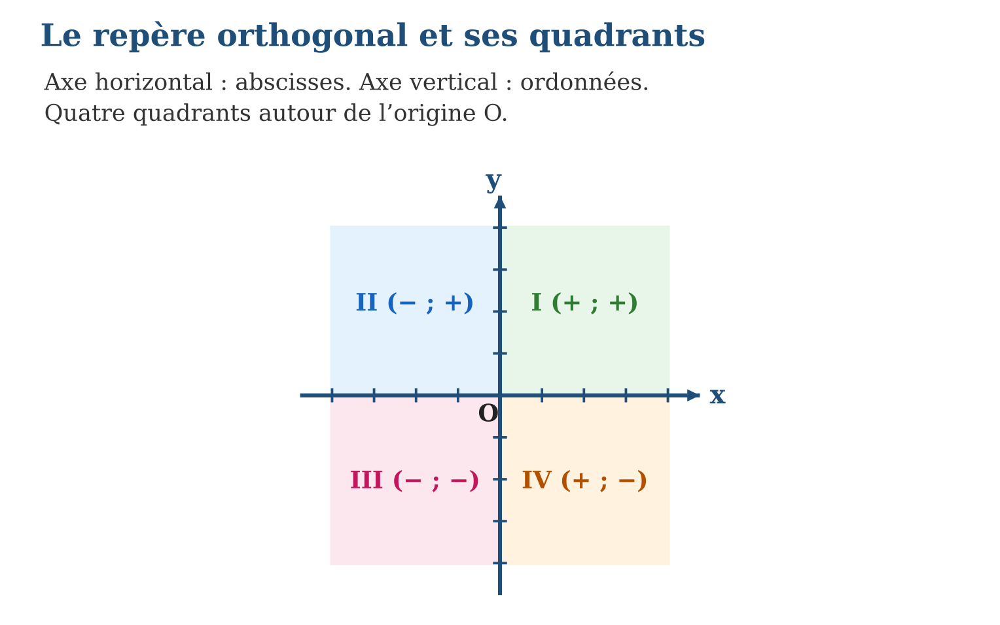 Le repère orthogonal et ses quadrants
Axe horizontal : abscisses. Axe vertical : ordonnées.
Quatre quadrants autour de l’origine O.
y
II (− ; +)
I (+ ; +)
x
O
III (− ; −)
IV (+ ; −)